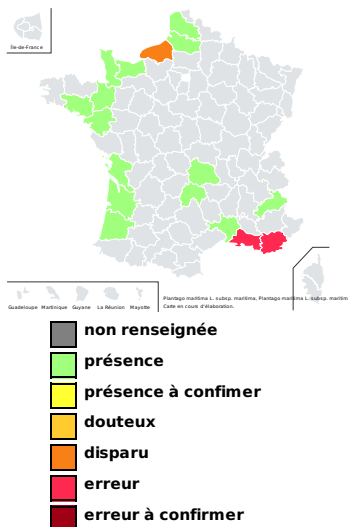 Île-de-France
Guadeloupe Martinique Guyane La Réunion Mayotte
Plantago maritima L. subsp. maritima, Plantago maritima L. subsp. maritim
Carte en cours d'élaboration.
non renseignée
présence
présence à confimer
douteux
disparu
erreur
erreur à confirmer